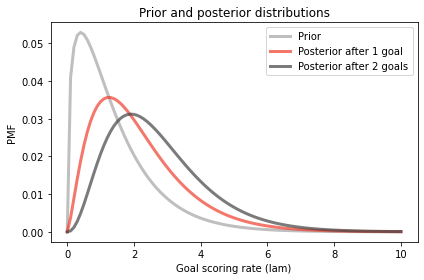 Prior and posterior distributions
Prior
Posterior after 1 goal
Posterior after 2 goals
PMF
0.05
0.04
0.03
0.02
0.01
0.00
0 2 4 6 8 10
Goal scoring rate (lam)